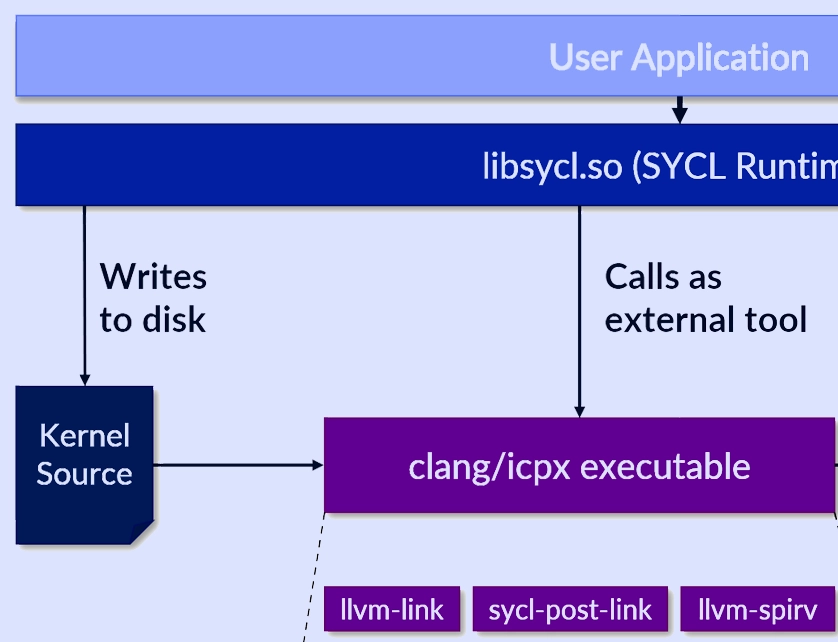 User Application
libsycl.so (SYCL Runtim
Writes
to disk
Calls as
external tool
Kernel
Source
clang/icpx executable
llvm-link
sycl-post-link
llvm-spirv